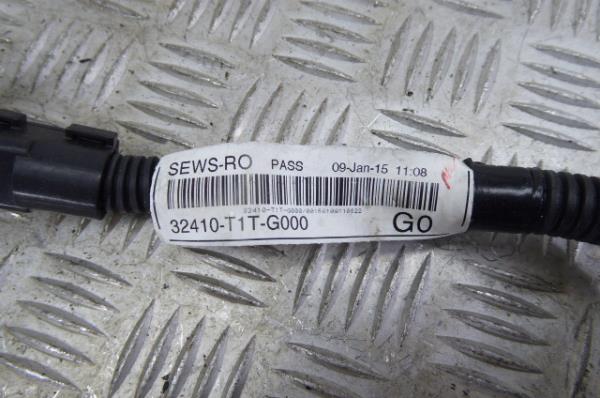 SEWS-RO PASS 09-Jan-15 11:08
32410-T1T-G000 Go